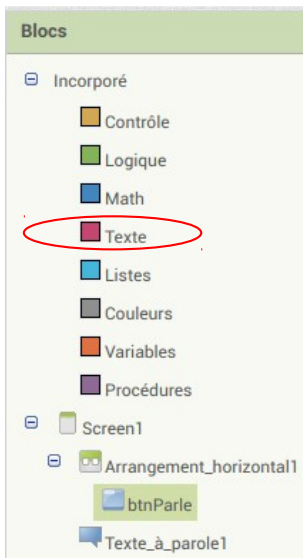 Blocs
Incorporé
Contrôle
Logique
Math
Texte
Listes
Couleurs
Variables
Procédures
Screen1
Arrangement_horizontal1
btnParle
Texte_à_parole1